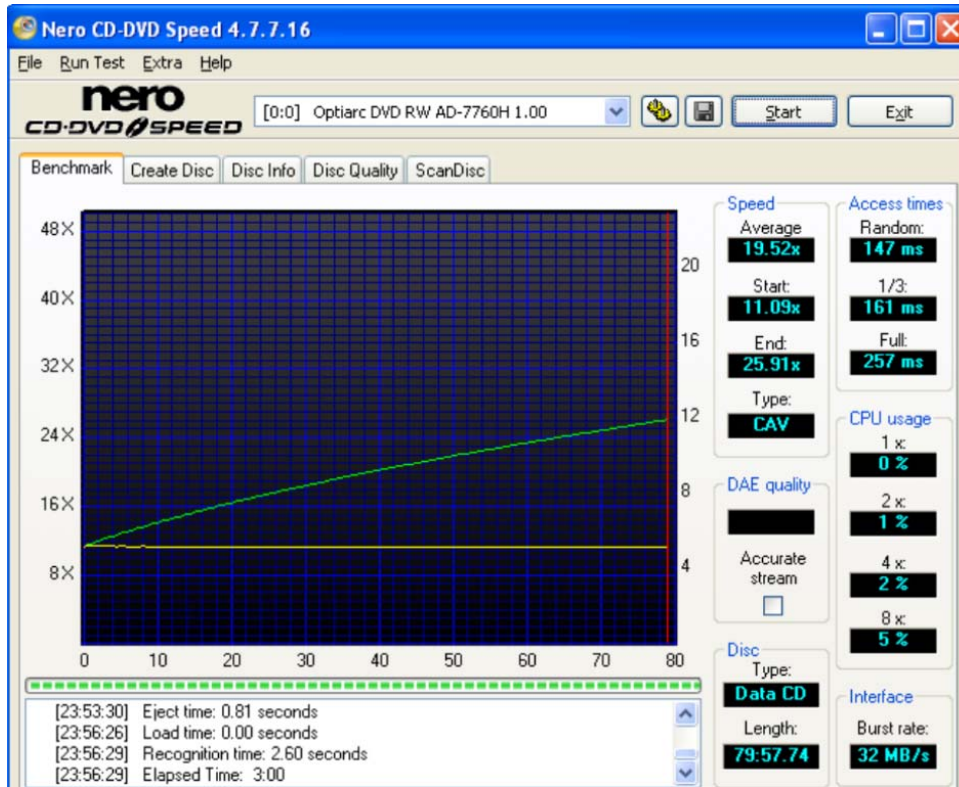 Nero CD-DVD Speed 4.7.7.16
File Run Test Extra Help
nero
CD·DVD SPEED
[0:0] Optiarc DVD RW AD-7760H 1.00
Start
Exit
Benchmark Create Disc Disc Info Disc Quality ScanDisc
48X
40X
32X
24X
16X
8X
20
16
12
8
4
0 10 20 30 40 50 60 70 80
Speed
Average
19.52x
Start:
11.09x
End:
25.91x
Type:
CAV
DAE quality
Accurate
stream
Disc
Type:
Data CD
Length:
79:57.74
Access times
Random:
147 ms
1/3:
161 ms
Full:
257 ms
CPU usage
1 x:
0 %
2 x:
1 %
4 x:
2 %
8 x:
5 %
Interface
Burst rate:
32 MB/s
[23:53:30] Eject time: 0.81 seconds
[23:56:26] Load time: 0.00 seconds
[23:56:29] Recognition time: 2.60 seconds
[23:56:29] Elapsed Time: 3:00